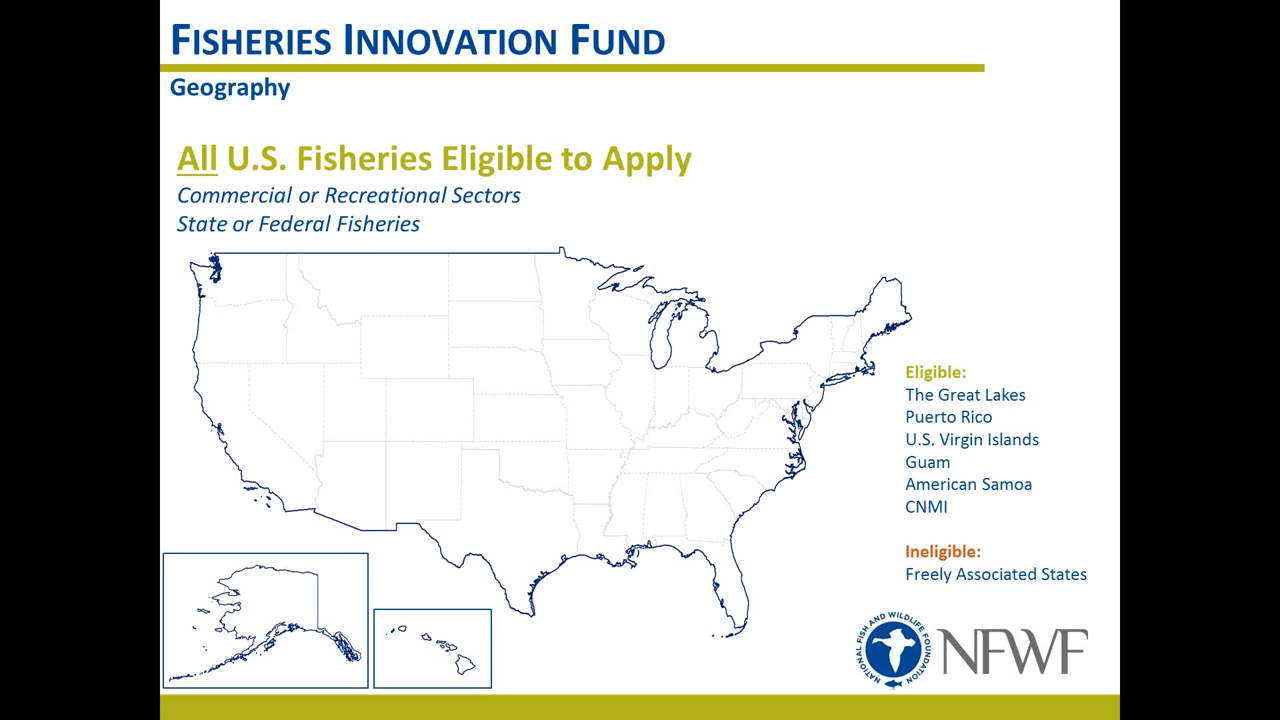 FISHERIES INNOVATION FUND
Geography
All U.S. Fisheries Eligible to Apply
Commercial or Recreational Sectors
State or Federal Fisheries
Eligible:
The Great Lakes
Puerto Rico
U.S. Virgin Islands
Guam
American Samoa
CNMI
Ineligible:
Freely Associated States
NATIONAL FISH AND WILDLIFE FOUNDATION
NFWF